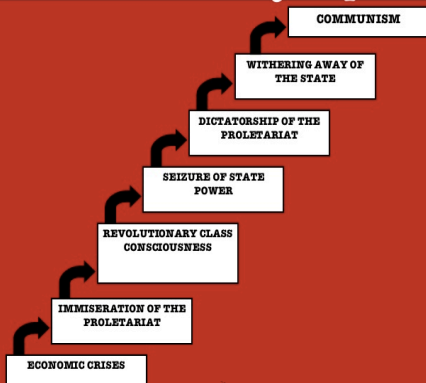 COMMUNISM
WITHERING AWAY OF
THE STATE
DICTATORSHIP OF THE
PROLETARIAT
SEIZURE OF STATE
POWER
REVOLUTIONARY CLASS
CONSCIOUSNESS
IMMISERATION OF THE
PROLETARIAT
ECONOMIC CRISES